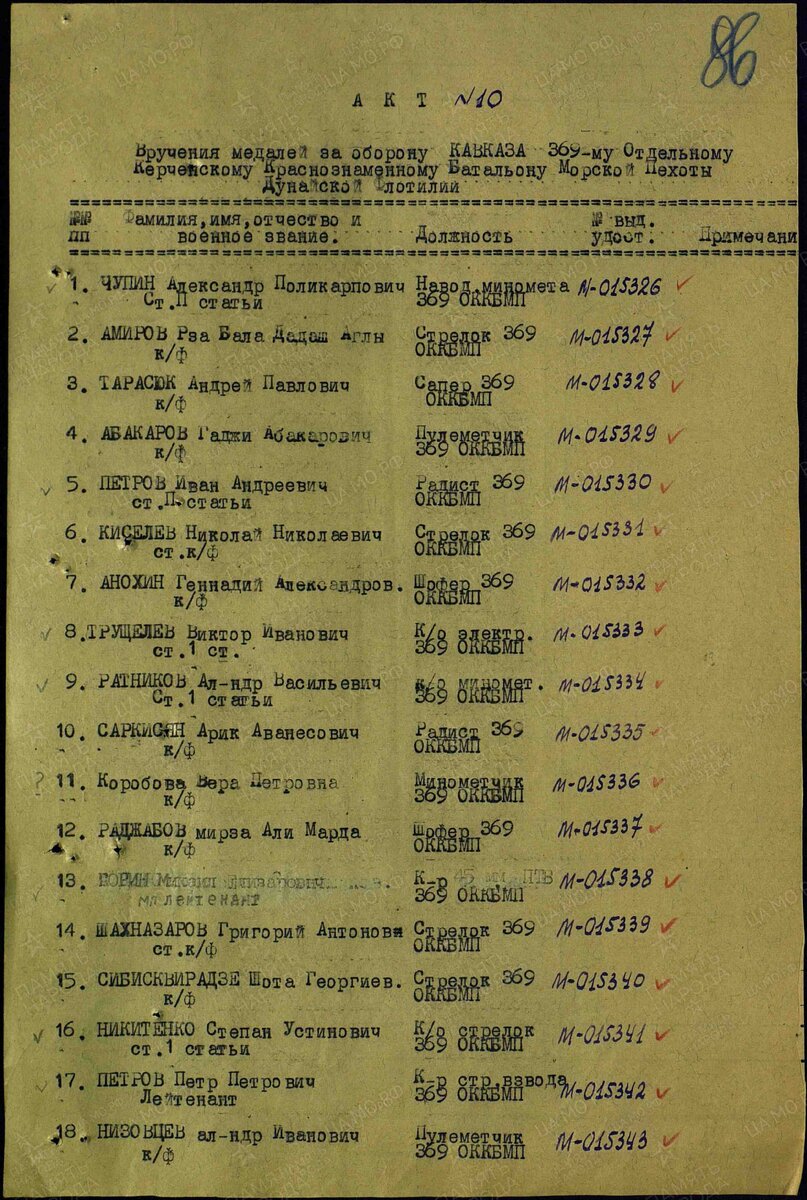 86
А К Т №10
Вручения медалей за оборону КАВКАЗА 369-му Отдельному
Керченскому Краснознаменному Батальону Морской Пехоты
Дунайской Флотилии
№№ Фамилия,имя,отчество и № выд.
пп военное звание. Должность удост. Примечани
1. ЧУПИН Александр Поликарпович Навод.миномета М-015326
Ст.П статьи 369 ОККБМП
2. АМИРОВ Рза Бала Дадаш Аглы Стрелок 369 М-015327
к/ф ОККБМП
3. ТАРАСЮК Андрей Павлович Сапер 369 М-015328
к/ф ОККБМП
4. АБАКАРОВ Гаджи Абакарович Пулеметчик М-015329
к/ф 369 ОККБМП
5. ПЕТРОВ Иван Андреевич Радист 369 М-015330
ст.П статьи ОККБМП
6. КИСЕЛЕВ Николай Николаевич Стрелок 369 М-015331
ст.к/ф ОККБМП
7. АНОХИН Геннадий Александров. Шофер 369 М-015332
к/ф ОККБМП
8.ТРУЩЕЛЕВ Виктор Иванович К/о электр. М-015333
ст.1 ст. 369 ОККБМП
9. РАТНИКОВ Ал-ндр Васильевич к/о миномет. М-015334
Ст.1 статьи 369 ОККБМП
10. САРКИСЯН Арик Аванесович Радист 369 М-015335
к/ф ОККБМП
? 11. Коробова Вера Петровна Минометчик М-015336
к/ф 369 ОККБМП
12. РАДЖАБОВ мирза Али Марда Шофер 369 М-015337
к/ф ОККБМП
13. К-р 45 мм ПТВ М-015338
мл лейтенант 369 ОККБМП
14. ШАХНАЗАРОВ Григорий Антонова Стрелок 369 М-015339
ст.к/ф ОККБМП
15. СИБИСКВИРАДЗЕ Шота Георгиев. Стрелок 369 М-015340
к/ф ОККБМП
16. НИКИТЕНКО Степан Устинович К/о стрелок М-015341
ст.1 статьи 369 ОККБМП
17. ПЕТРОВ Петр Петрович К-р стр.взвода М-015342
Лейтенант 369 ОККБМП
18. НИЗОВЦЕВ ал-ндр Иванович Пулеметчик М-015343
к/ф 369 ОККБМП